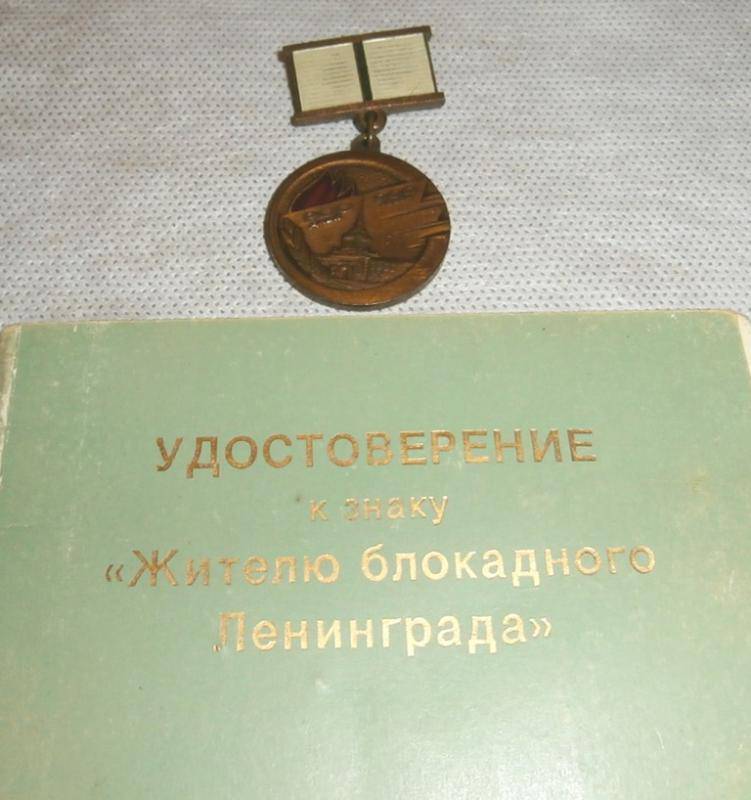 УДОСТОВЕРЕНИЕ
к знаку
«Жителю блокадного
Ленинграда»